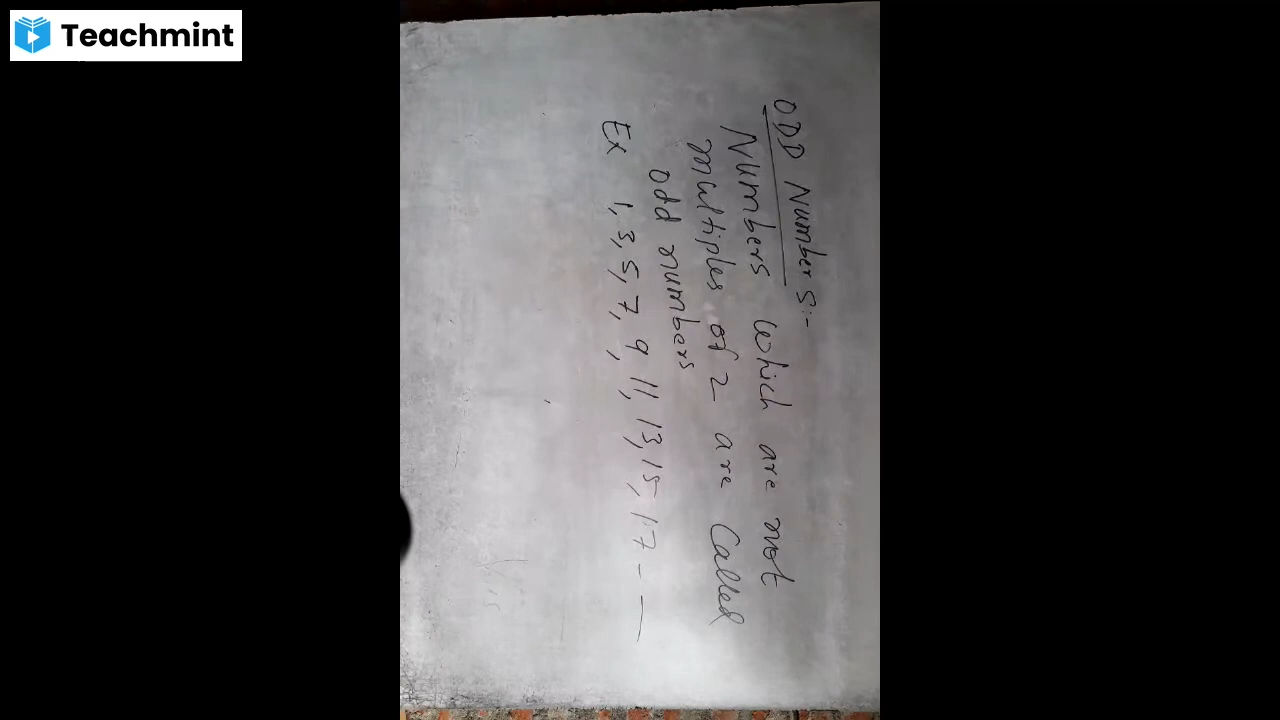 Teachmint
ODD Numbers:-
Numbers which are not
multiples of 2 are called
odd numbers
Ex 1, 3, 5, 7, 9, 11, 13, 15, 17 - —